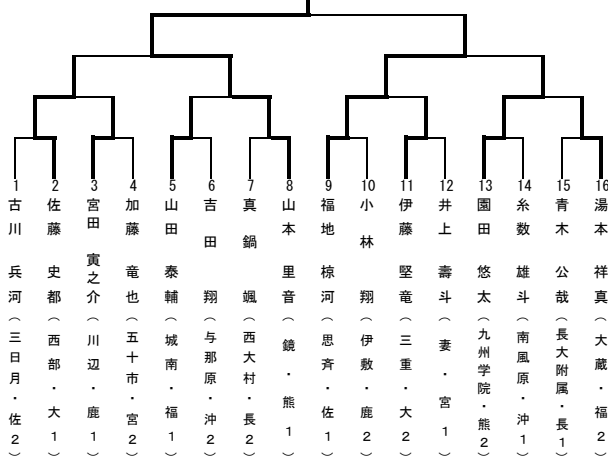 1 古川 兵河（三日月・佐2）
2 佐藤 史都（西部・大1）
3 宮田 寅之介（川辺・鹿1）
4 加藤 竜也（五十市・宮2）
5 山田 泰輔（城南・福1）
6 吉田 翔（与那原・沖2）
7 真鍋 颯（西大村・長2）
8 山本 里音（鏡・熊1）
9 福地 椋河（思斉・佐1）
10 小林 翔（伊敷・鹿2）
11 伊藤 堅竜（三重・大2）
12 井上 壽斗（妻・宮1）
13 園田 悠太（九州学院・熊2）
14 糸数 雄斗（南風原・沖1）
15 青木 公哉（長大附属・長1）
16 湯本 祥真（大蔵・福2）